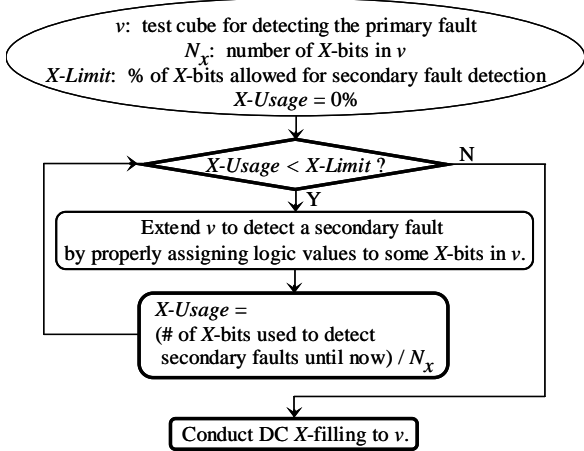 v: test cube for detecting the primary fault
Nx: number of X-bits in v
X-Limit: % of X-bits allowed for secondary fault detection
X-Usage = 0%
X-Usage < X-Limit ?
N
Y
Extend v to detect a secondary fault
by properly assigning logic values to some X-bits in v.
X-Usage =
(# of X-bits used to detect
secondary faults until now) / Nx
Conduct DC X-filling to v.